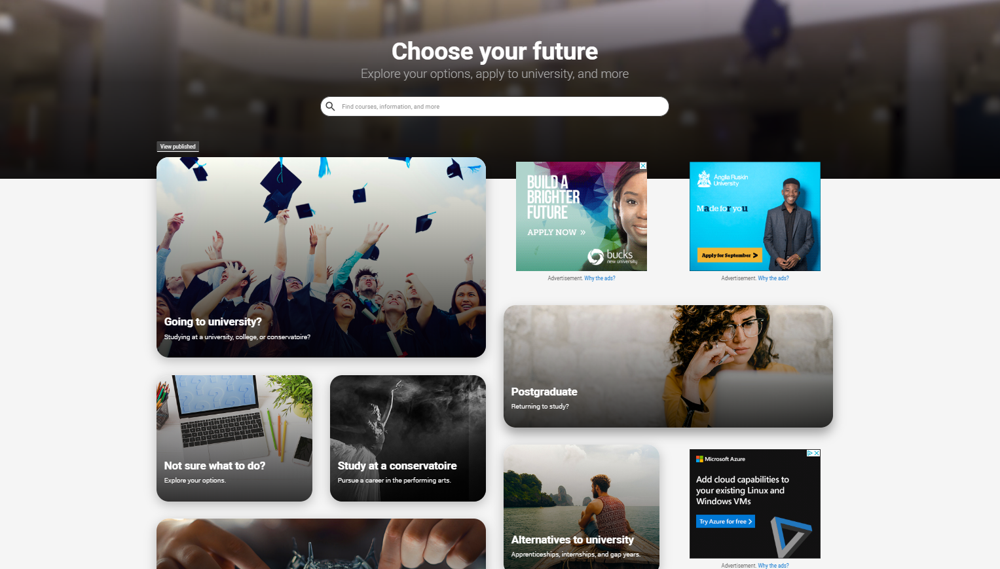 Choose your future
Explore your options, apply to university, and more
Find courses, information, and more
View published
Going to university?
Studying at a university, college, or conservatoire?
BUILD A
BRIGHTER
FUTURE
APPLY NOW »
bucks
new university
Advertisement. Why the ads?
Anglia Ruskin
University
Made for you
Apply for September >
Advertisement. Why the ads?
Postgraduate
Returning to study?
Not sure what to do?
Explore your options.
Study at a conservatoire
Pursue a career in the performing arts.
Alternatives to university
Apprenticeships, internships, and gap years.
Microsoft Azure
Add cloud capabilities to
your existing Linux and
Windows VMs
Try Azure for free >
Advertisement. Why the ads?